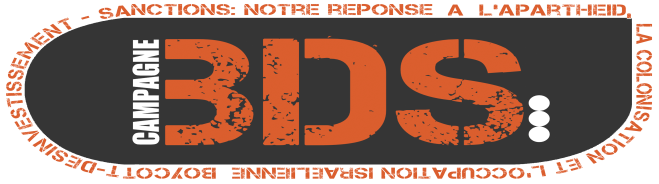 CAMPAGNE
BDS
BOYCOTT-DESINVESTISSEMENT - SANCTIONS: NOTRE REPONSE A L'APARTHEID, LA COLONISATION ET L'OCCUPATION ISRAELIENNE